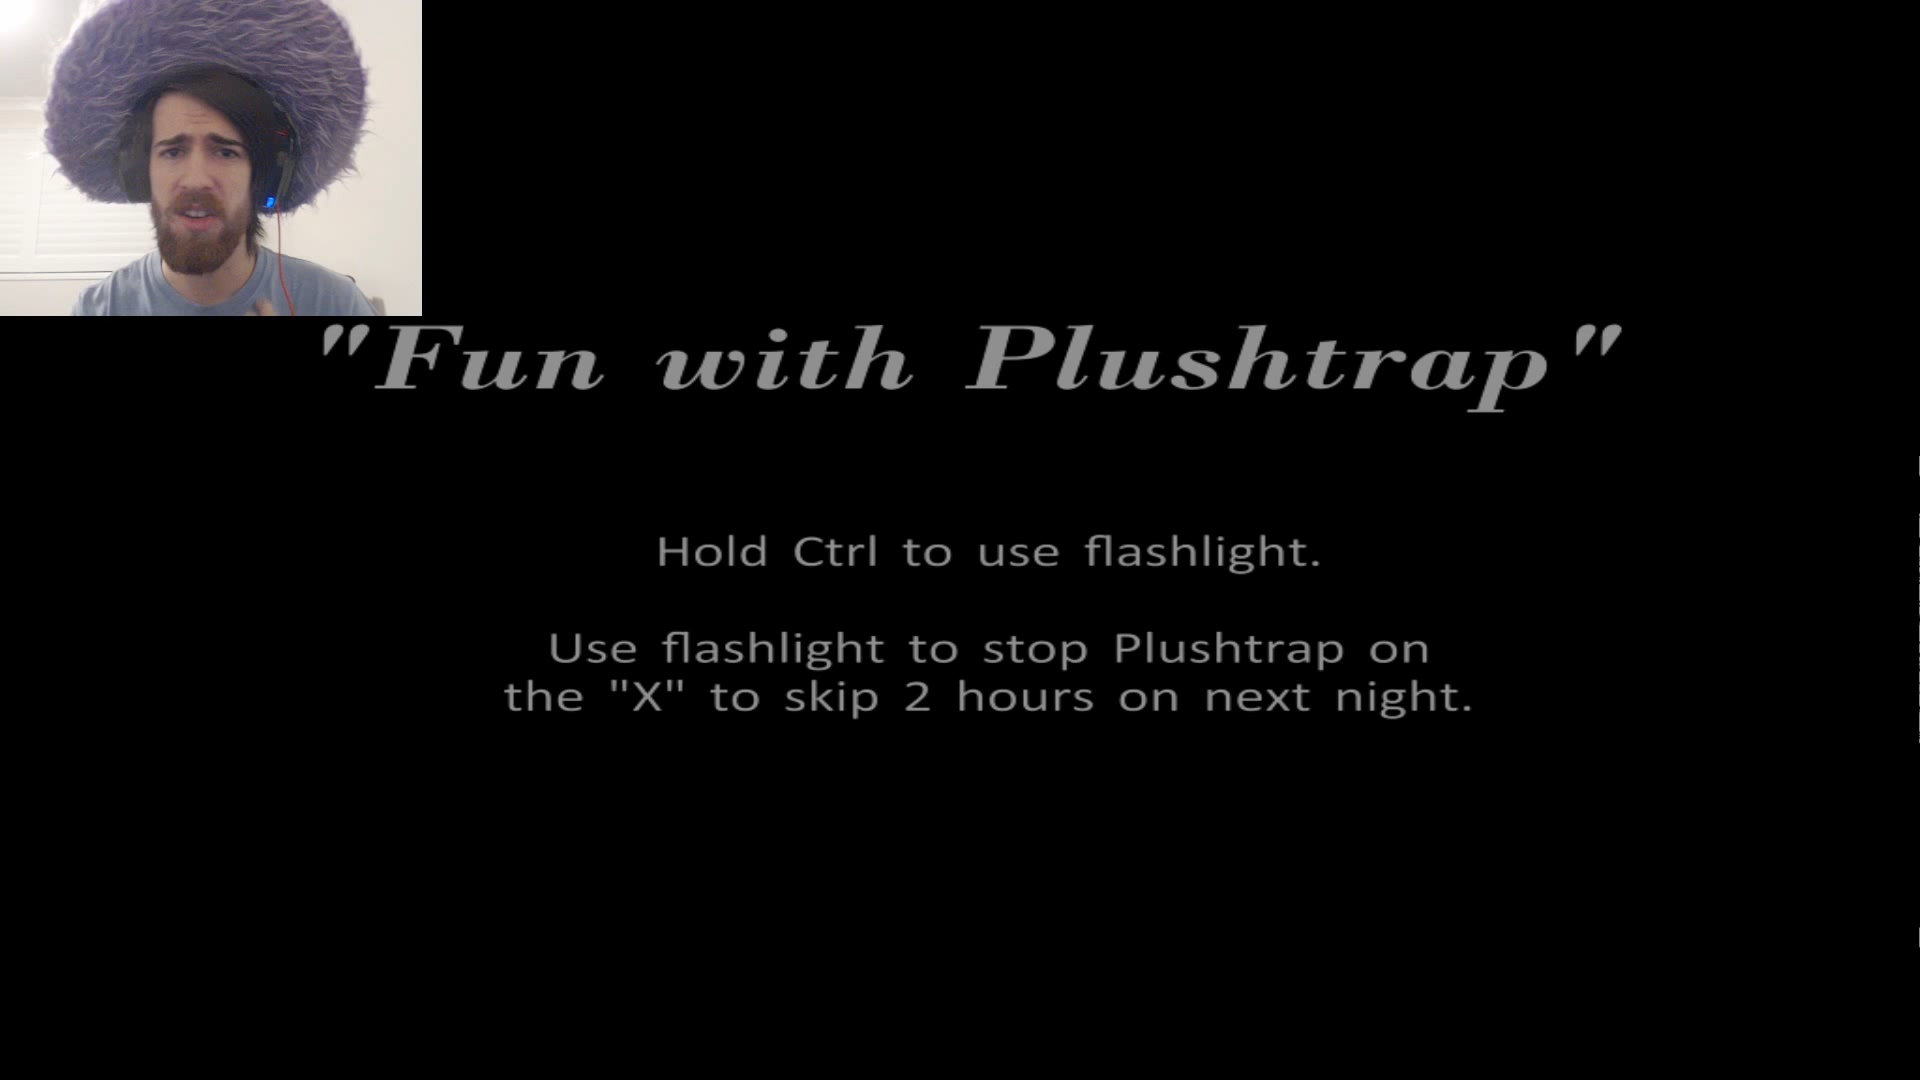 "Fun with Plushtrap"
Hold Ctrl to use flashlight.
Use flashlight to stop Plushtrap on
the "X" to skip 2 hours on next night.